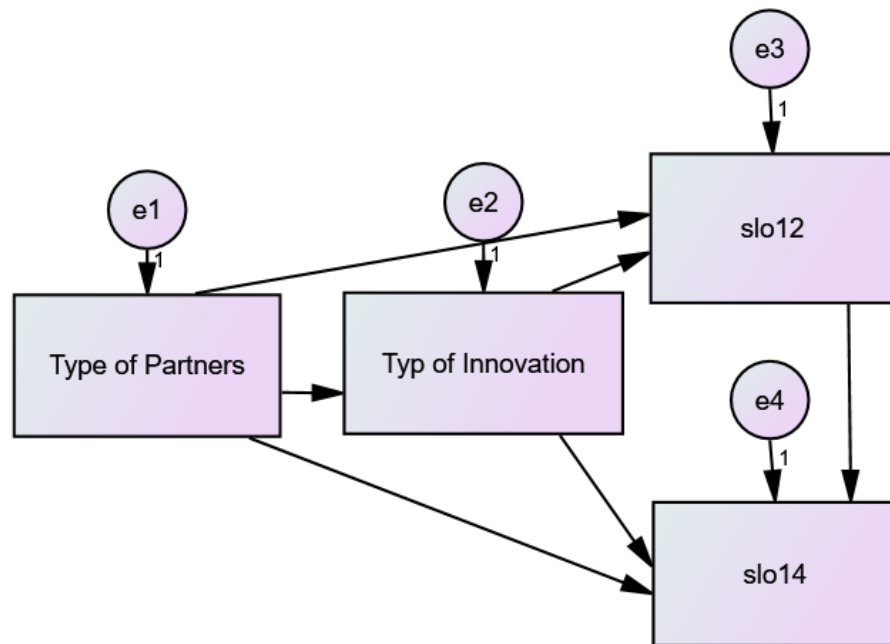 e3
1
e1
1
e2
1
slo12
Type of Partners
Typ of Innovation
e4
1
slo14